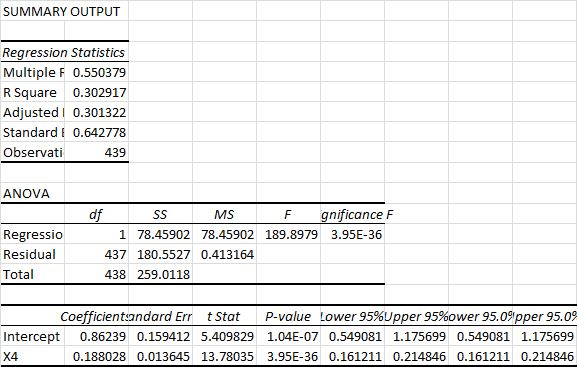 SUMMARY OUTPUT
Regression Statistics
Multiple R 0.550379
R Square 0.302917
Adjusted 0.301322
Standard E 0.642778
Observati 439
ANOVA
df SS MS F gnificance F
Regressio 1 78.45902 78.45902 189.8979 3.95E-36
Residual 437 180.5527 0.413164
Total 438 259.0118
Coefficients andard Err t Stat P-value Lower 95% Upper 95% ower 95.0% pper 95.0%
Intercept 0.86239 0.159412 5.409829 1.04E-07 0.549081 1.175699 0.549081 1.175699
X4 0.188028 0.013645 13.78035 3.95E-36 0.161211 0.214846 0.161211 0.214846